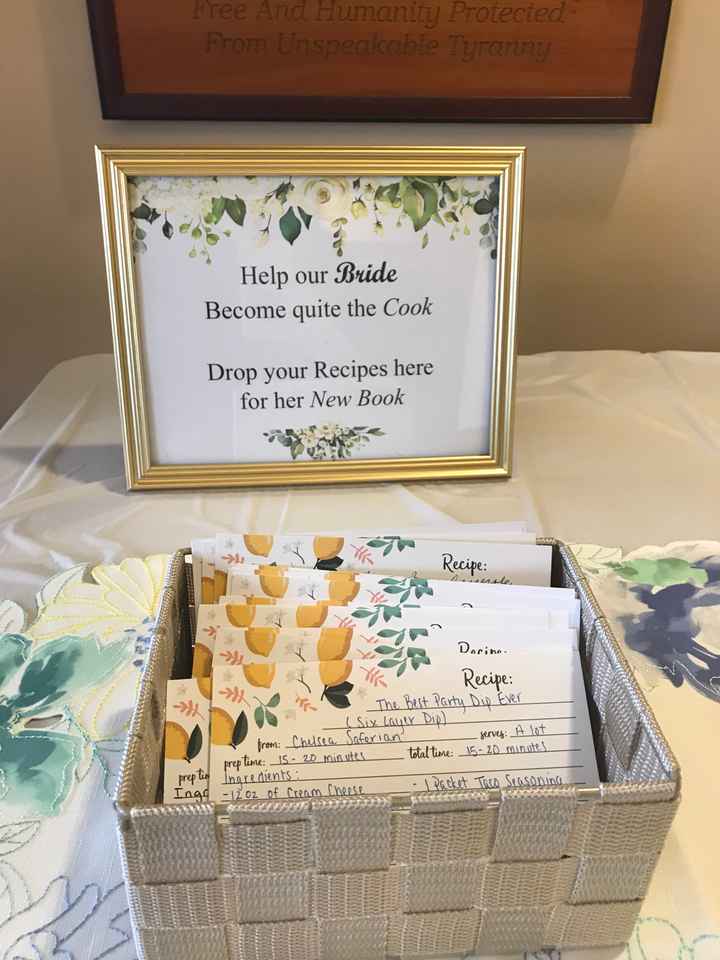 Free And Humanity Protected
From Unspeakable Tyranny
Help our Bride
Become quite the Cook
Drop your Recipes here
for her New Book
Recipe:
Recipe:
The Best Party Dip Ever
(Six Layer Dip)
from: Chelsea Saferian serves: A lot
prep time: 15-20 minutes total time: 15-20 minutes
Ingredients:
-12 oz of Cream Cheese - 1 Packet Taco Seasoning